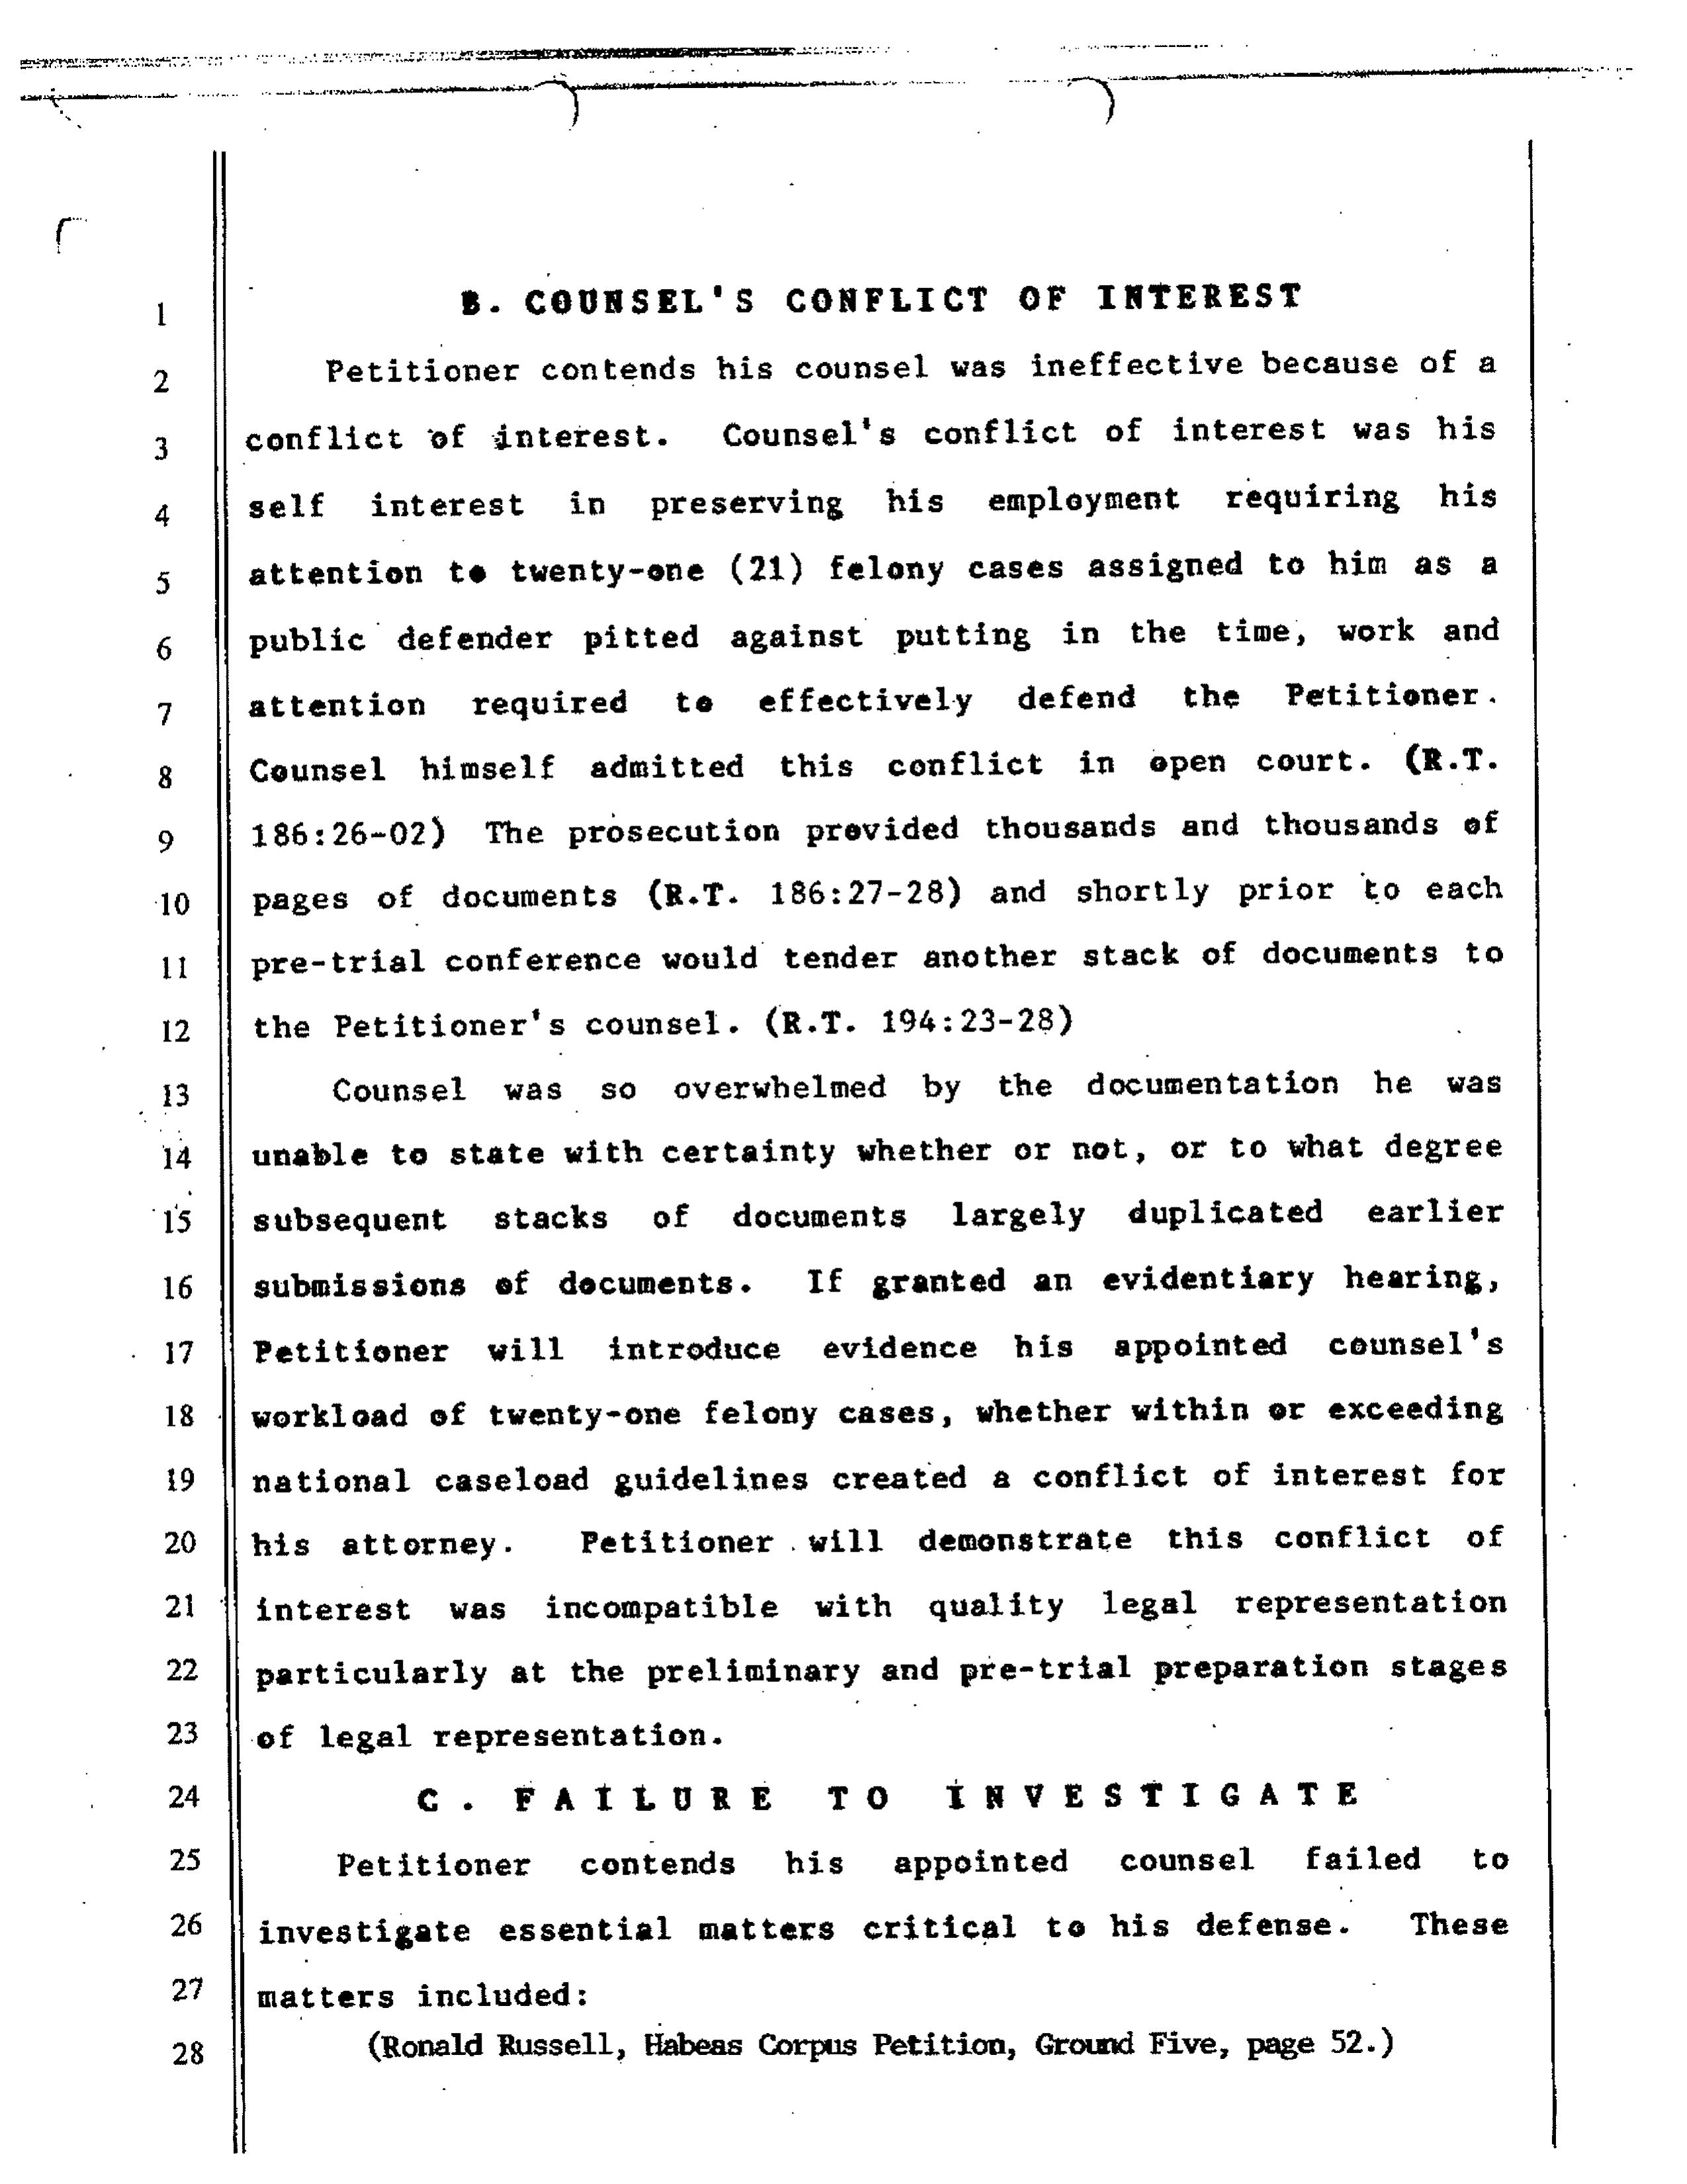 1 B. COUNSEL'S CONFLICT OF INTEREST
2 Petitioner contends his counsel was ineffective because of a
3 conflict of interest. Counsel's conflict of interest was his
4 self interest in preserving his employment requiring his
5 attention to twenty-one (21) felony cases assigned to him as a
6 public defender pitted against putting in the time, work and
7 attention required to effectively defend the Petitioner.
8 Counsel himself admitted this conflict in open court. (R.T.
9 186:26-02) The prosecution provided thousands and thousands of
10 pages of documents (R.T. 186:27-28) and shortly prior to each
11 pre-trial conference would tender another stack of documents to
12 the Petitioner's counsel. (R.T. 194:23-28)
13 Counsel was so overwhelmed by the documentation he was
14 unable to state with certainty whether or not, or to what degree
15 subsequent stacks of documents largely duplicated earlier
16 submissions of documents. If granted an evidentiary hearing,
17 Petitioner will introduce evidence his appointed counsel's
18 workload of twenty-one felony cases, whether within or exceeding
19 national caseload guidelines created a conflict of interest for
20 his attorney. Petitioner will demonstrate this conflict of
21 interest was incompatible with quality legal representation
22 particularly at the preliminary and pre-trial preparation stages
23 of legal representation.
24 C. FAILURE TO INVESTIGATE
25 Petitioner contends his appointed counsel failed to
26 investigate essential matters critical to his defense. These
27 matters included:
28 (Ronald Russell, Habeas Corpus Petition, Ground Five, page 52.)